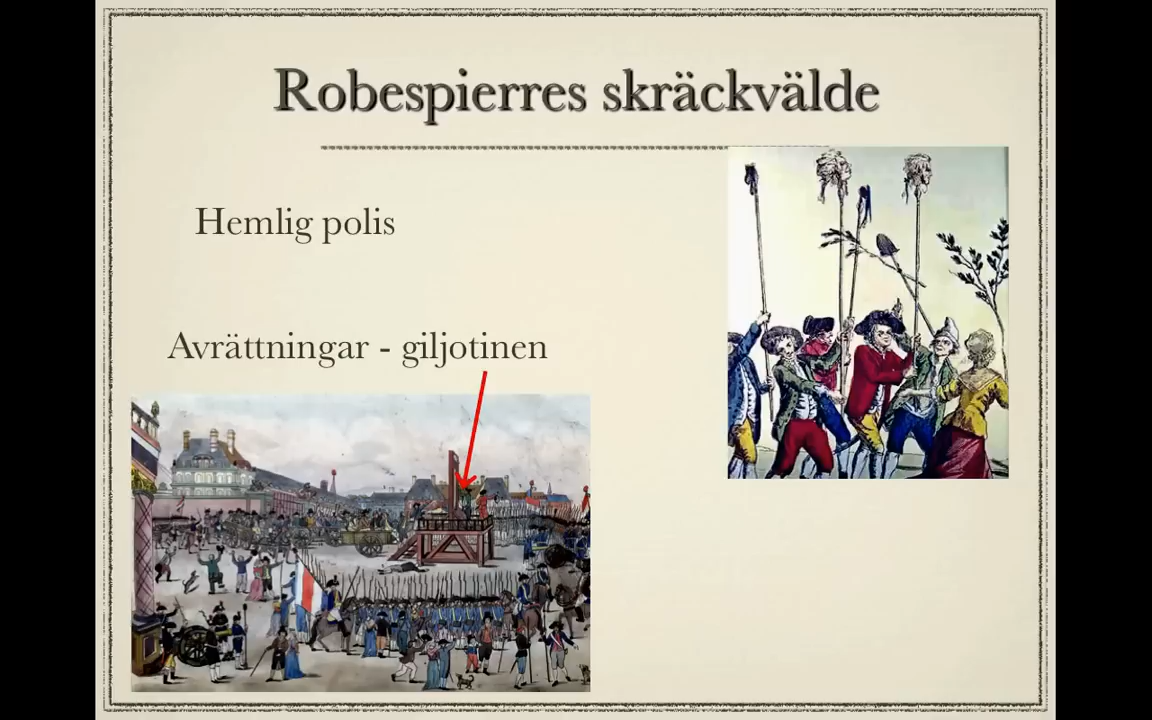 Robespierres skräckvälde
Hemlig polis
Avrättningar - giljotinen